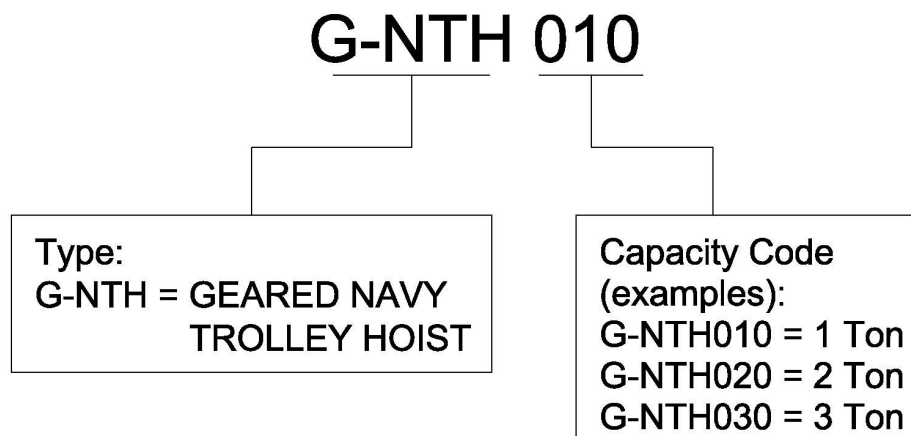 G-NTH 010
Type:
G-NTH = GEARED NAVY
TROLLEY HOIST
Capacity Code
(examples):
G-NTH010 = 1 Ton
G-NTH020 = 2 Ton
G-NTH030 = 3 Ton